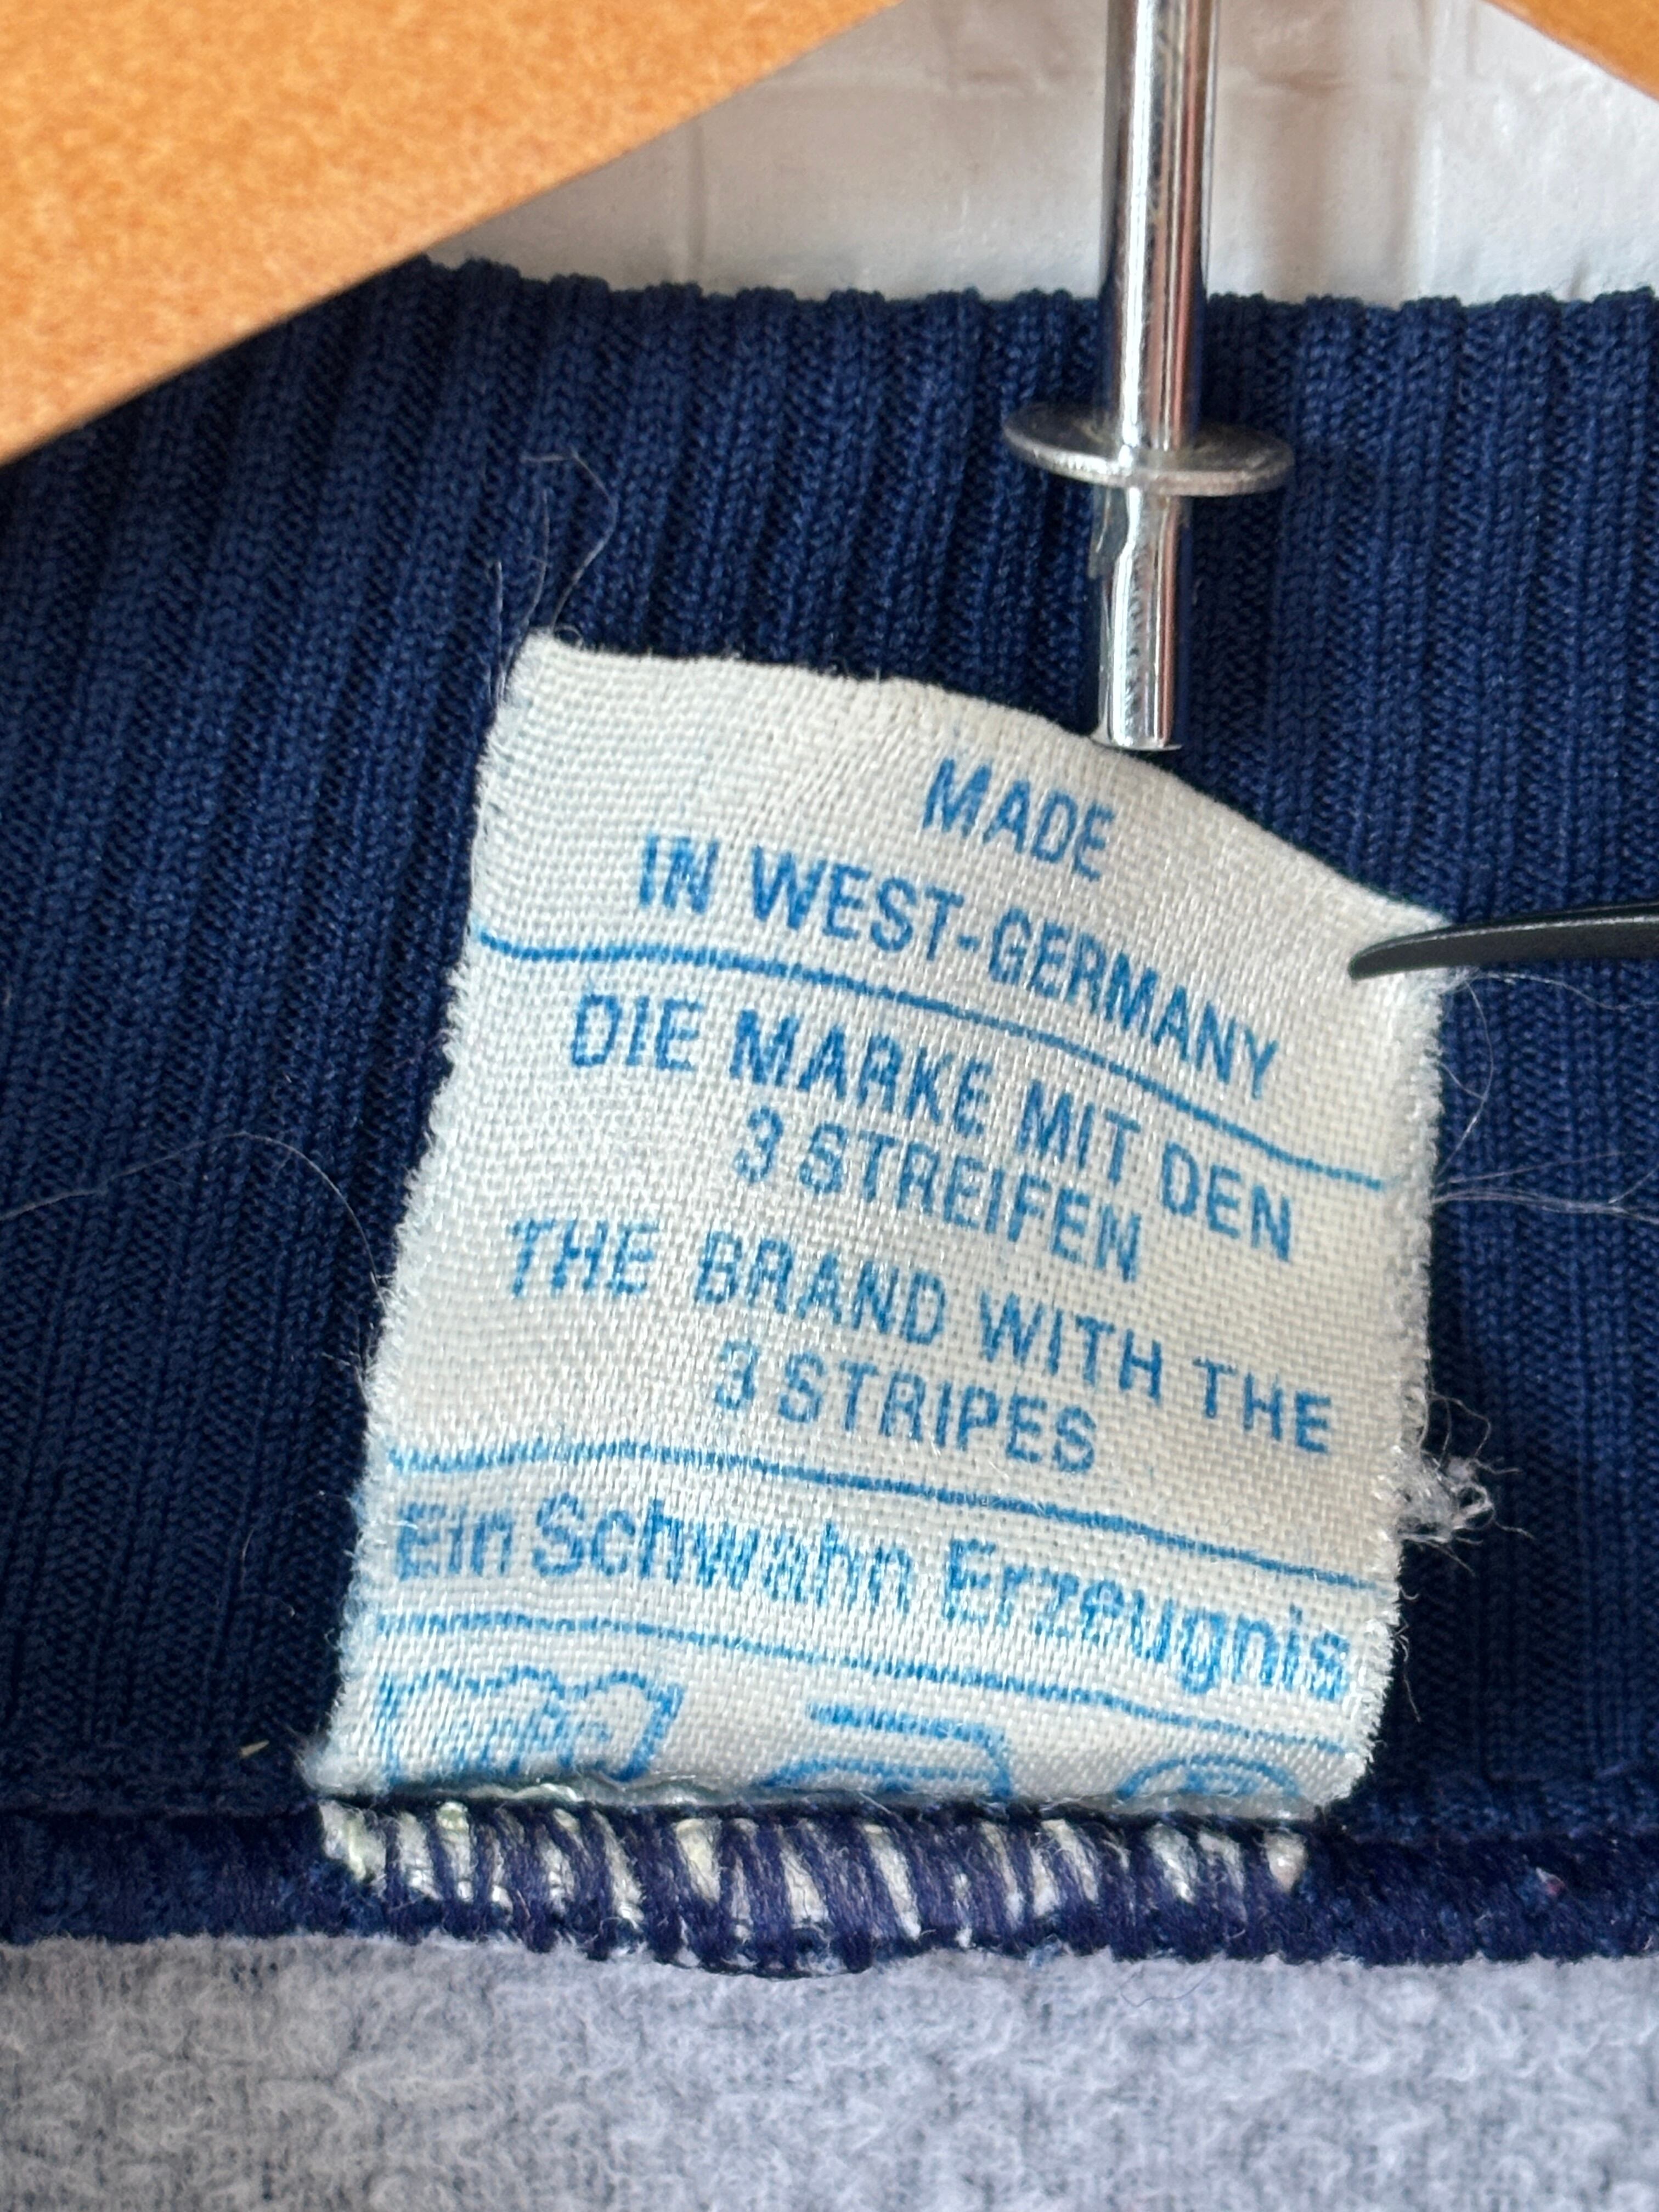 MADE
IN WEST-GERMANY
DIE MARKE MIT DEN
3 STREIFEN
THE BRAND WITH THE
3 STRIPES
Ein Schwahn Erzeugnis